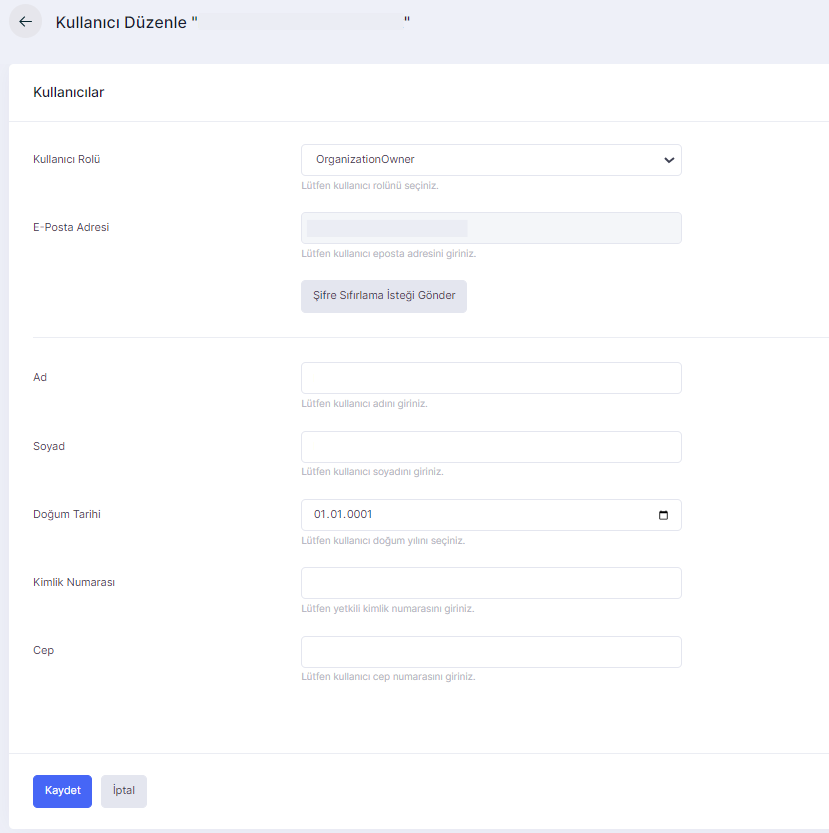 Kullanıcı Düzenle " "
Kullanıcılar
Kullanıcı Rolü
OrganizationOwner
Lütfen kullanıcı rolünü seçiniz.
E-Posta Adresi
Lütfen kullanıcı eposta adresini giriniz.
Şifre Sıfırlama İsteği Gönder
Ad
Lütfen kullanıcı adını giriniz.
Soyad
Lütfen kullanıcı soyadını giriniz.
Doğum Tarihi
01.01.0001
Lütfen kullanıcı doğum yılını seçiniz.
Kimlik Numarası
Lütfen yetkili kimlik numarasını giriniz.
Cep
Lütfen kullanıcı cep numarasını giriniz.
Kaydet
İptal